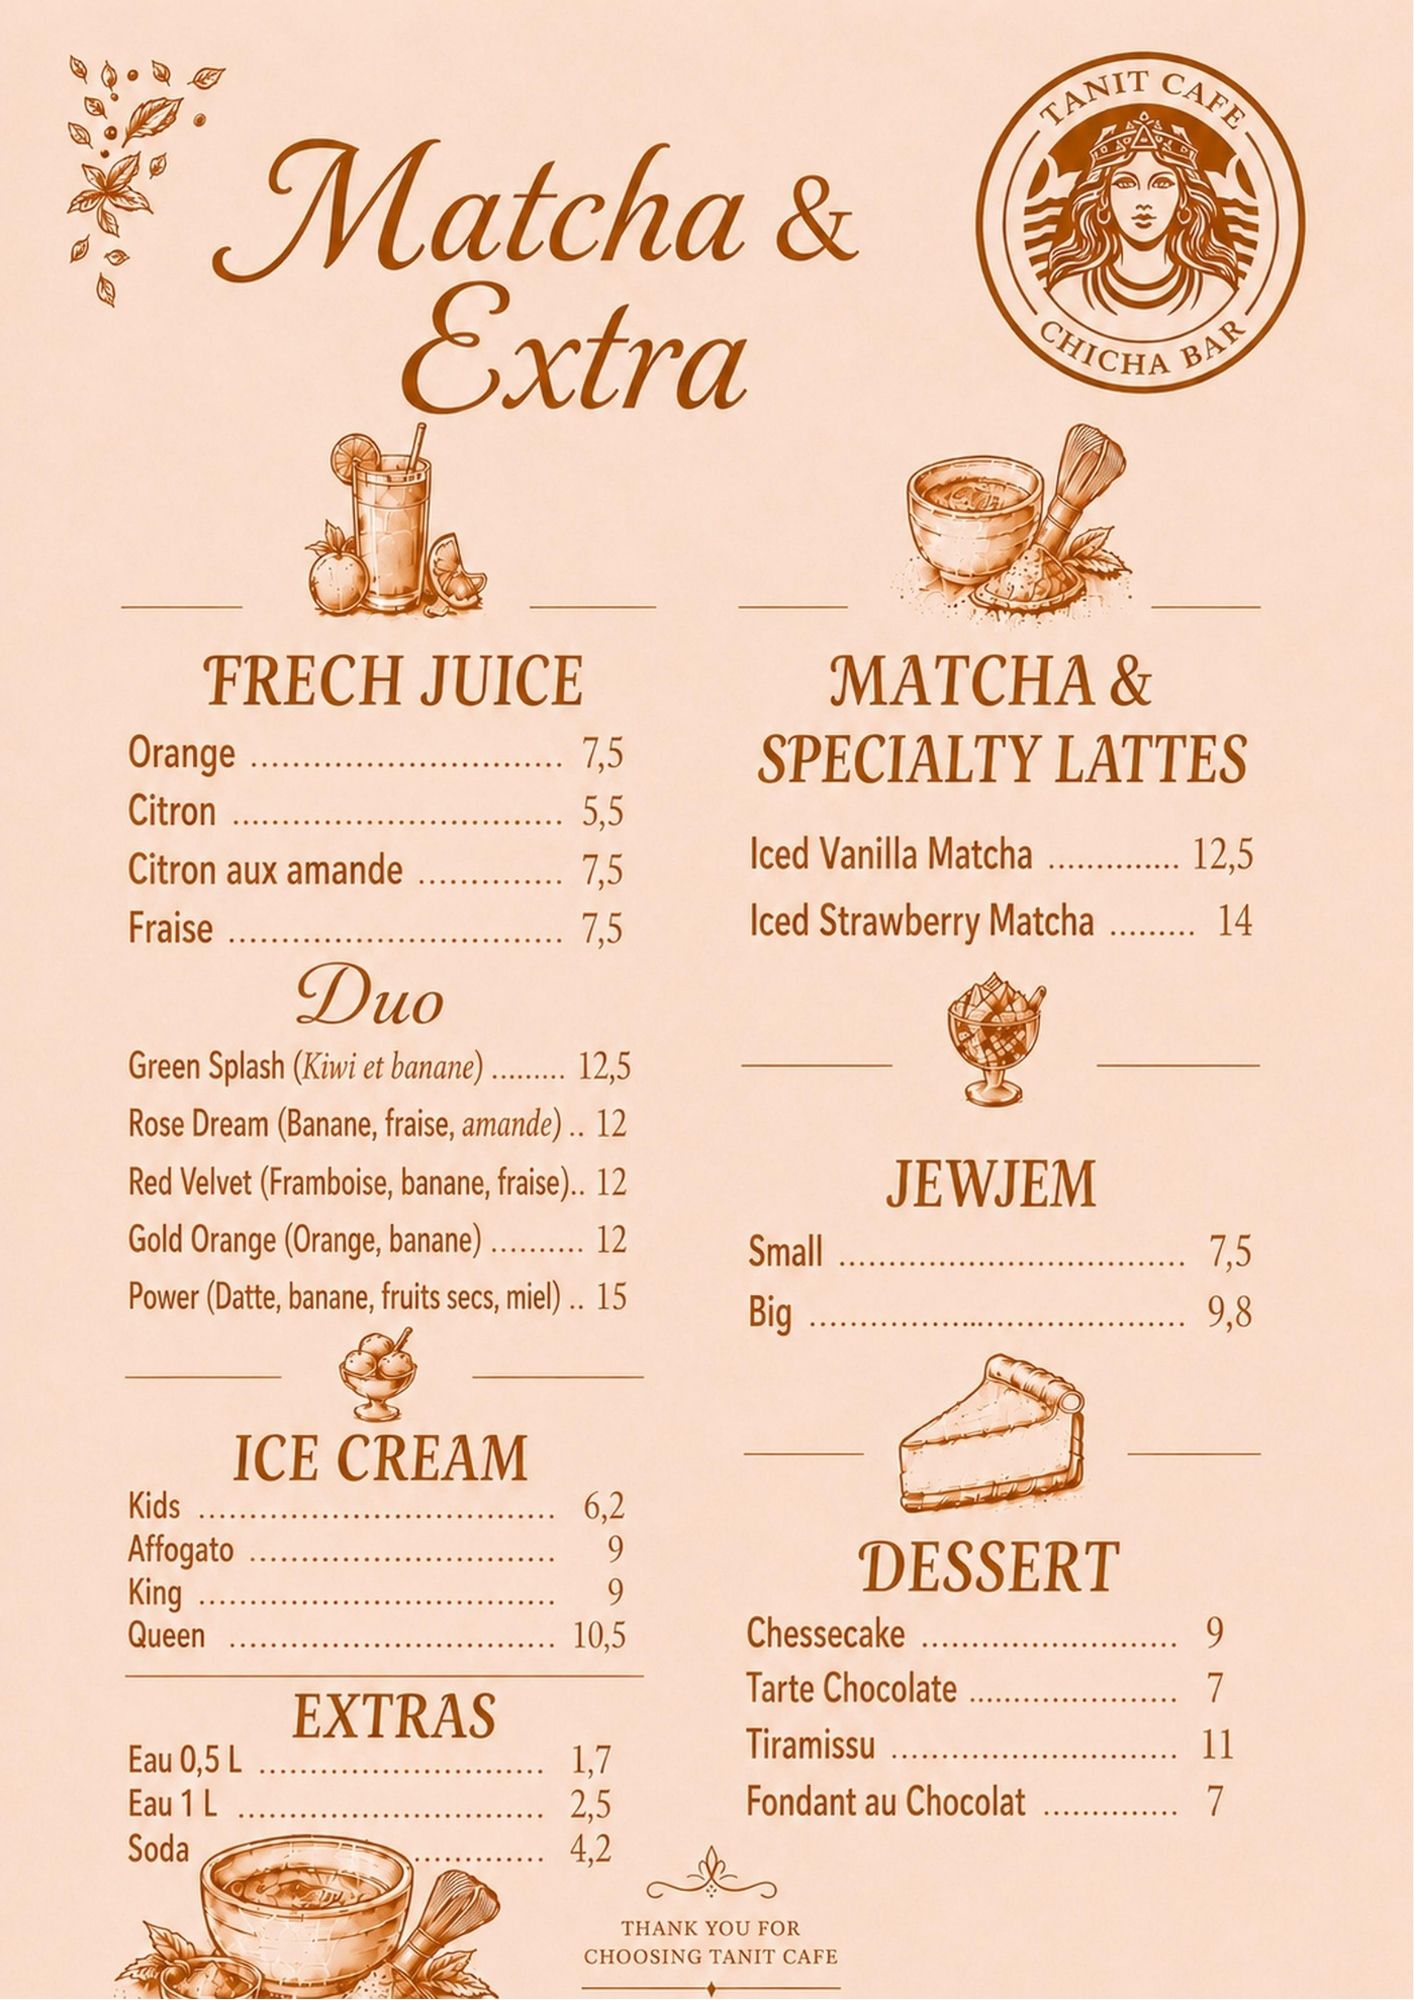 TANIT CAFE
CHICHA BAR
Matcha &
Extra
FRECH JUICE
Orange ............................. 7,5
Citron ............................... 5,5
Citron aux amande .............. 7,5
Fraise ............................... 7,5
Duo
Green Splash (Kiwi et banane) ......... 12,5
Rose Dream (Banane, fraise, amande) .. 12
Red Velvet (Framboise, banane, fraise).. 12
Gold Orange (Orange, banane) .......... 12
Power (Datte, banane, fruits secs, miel) .. 15
ICE CREAM
Kids .................................. 6,2
Affogato ............................. 9
King .................................. 9
Queen ............................... 10,5
EXTRAS
Eau 0,5 L ........................... 1,7
Eau 1 L ............................. 2,5
Soda ............ 4,2
MATCHA &
SPECIALTY LATTES
Iced Vanilla Matcha ............. 12,5
Iced Strawberry Matcha ........ 14
JEWJEM
Small ................................. 7,5
Big .................................... 9,8
DESSERT
Chessecake ......................... 9
Tarte Chocolate .................... 7
Tiramissu ............................ 11
Fondant au Chocolat ............. 7
THANK YOU FOR
CHOOSING TANIT CAFE